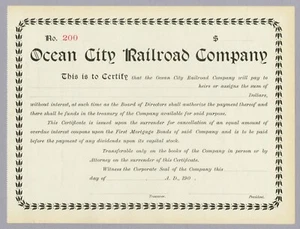 No. 200 $
Ocean City Railroad Company
This is to Certify that the Ocean City Railroad Company will pay to
heirs or assigns the sum of
Dollars,
without interest, at such time as the Board of Directors shall authorize the payment thereof and
there shall be funds in the treasury of the Company available for said purpose.
This Certificate is issued upon the surrender for cancellation of an equal amount of
overdue interest coupons upon the First Mortgage Bonds of said Company and is to be paid
before the payment of any dividends upon its capital stock.
Transferable only on the books of the Company in person or by
Attorney on the surrender of this Certificate.
Witness the Corporate Seal of the Company this
day of A. D., 190
Treasurer. President.